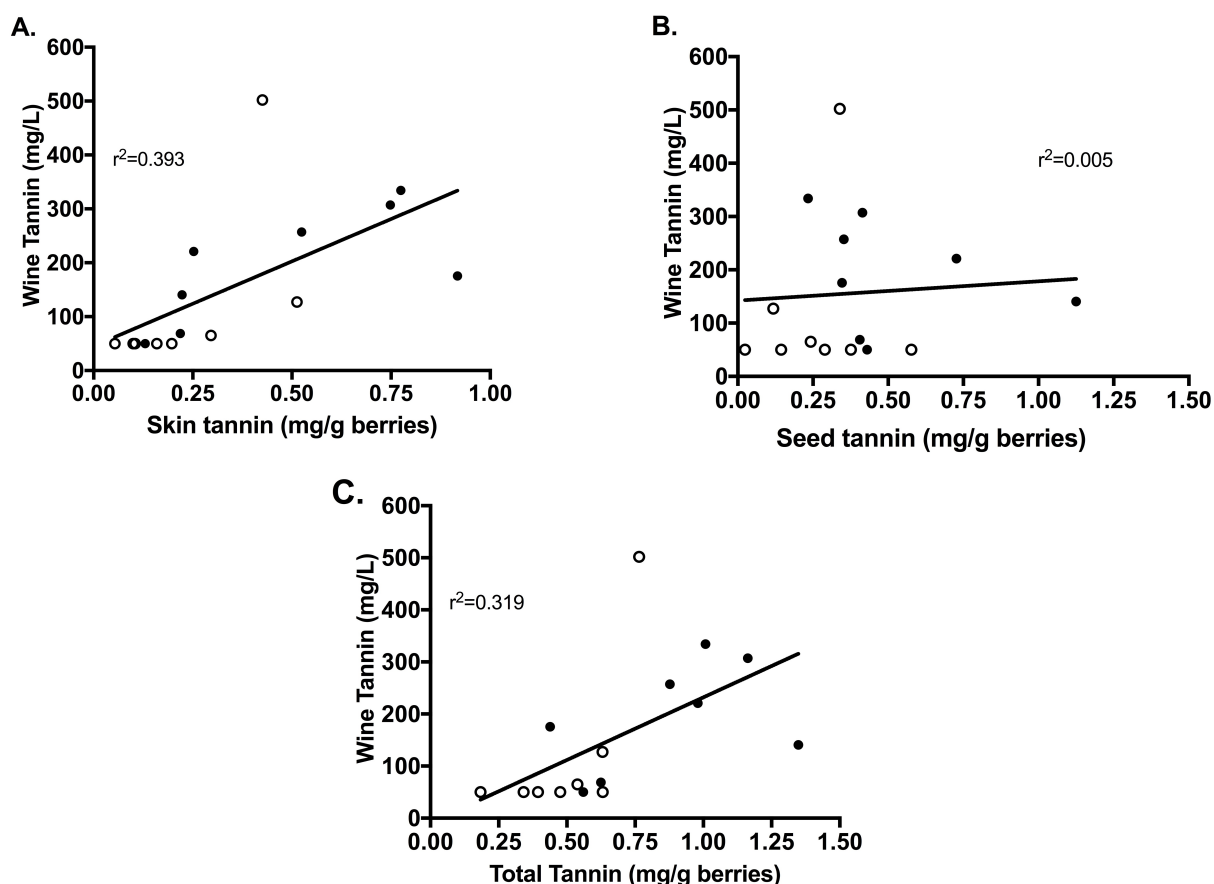 A.
600
500
400
300
200
100
0
Wine Tannin (mg/L)
r²=0.393
0.00 0.25 0.50 0.75 1.00
Skin tannin (mg/g berries)
B.
600
500
400
300
200
100
0
Wine Tannin (mg/L)
r²=0.005
0.00 0.25 0.50 0.75 1.00 1.25 1.50
Seed tannin (mg/g berries)
C.
600
500
400
300
200
100
0
Wine Tannin (mg/L)
r²=0.319
0.00 0.25 0.50 0.75 1.00 1.25 1.50
Total Tannin (mg/g berries)